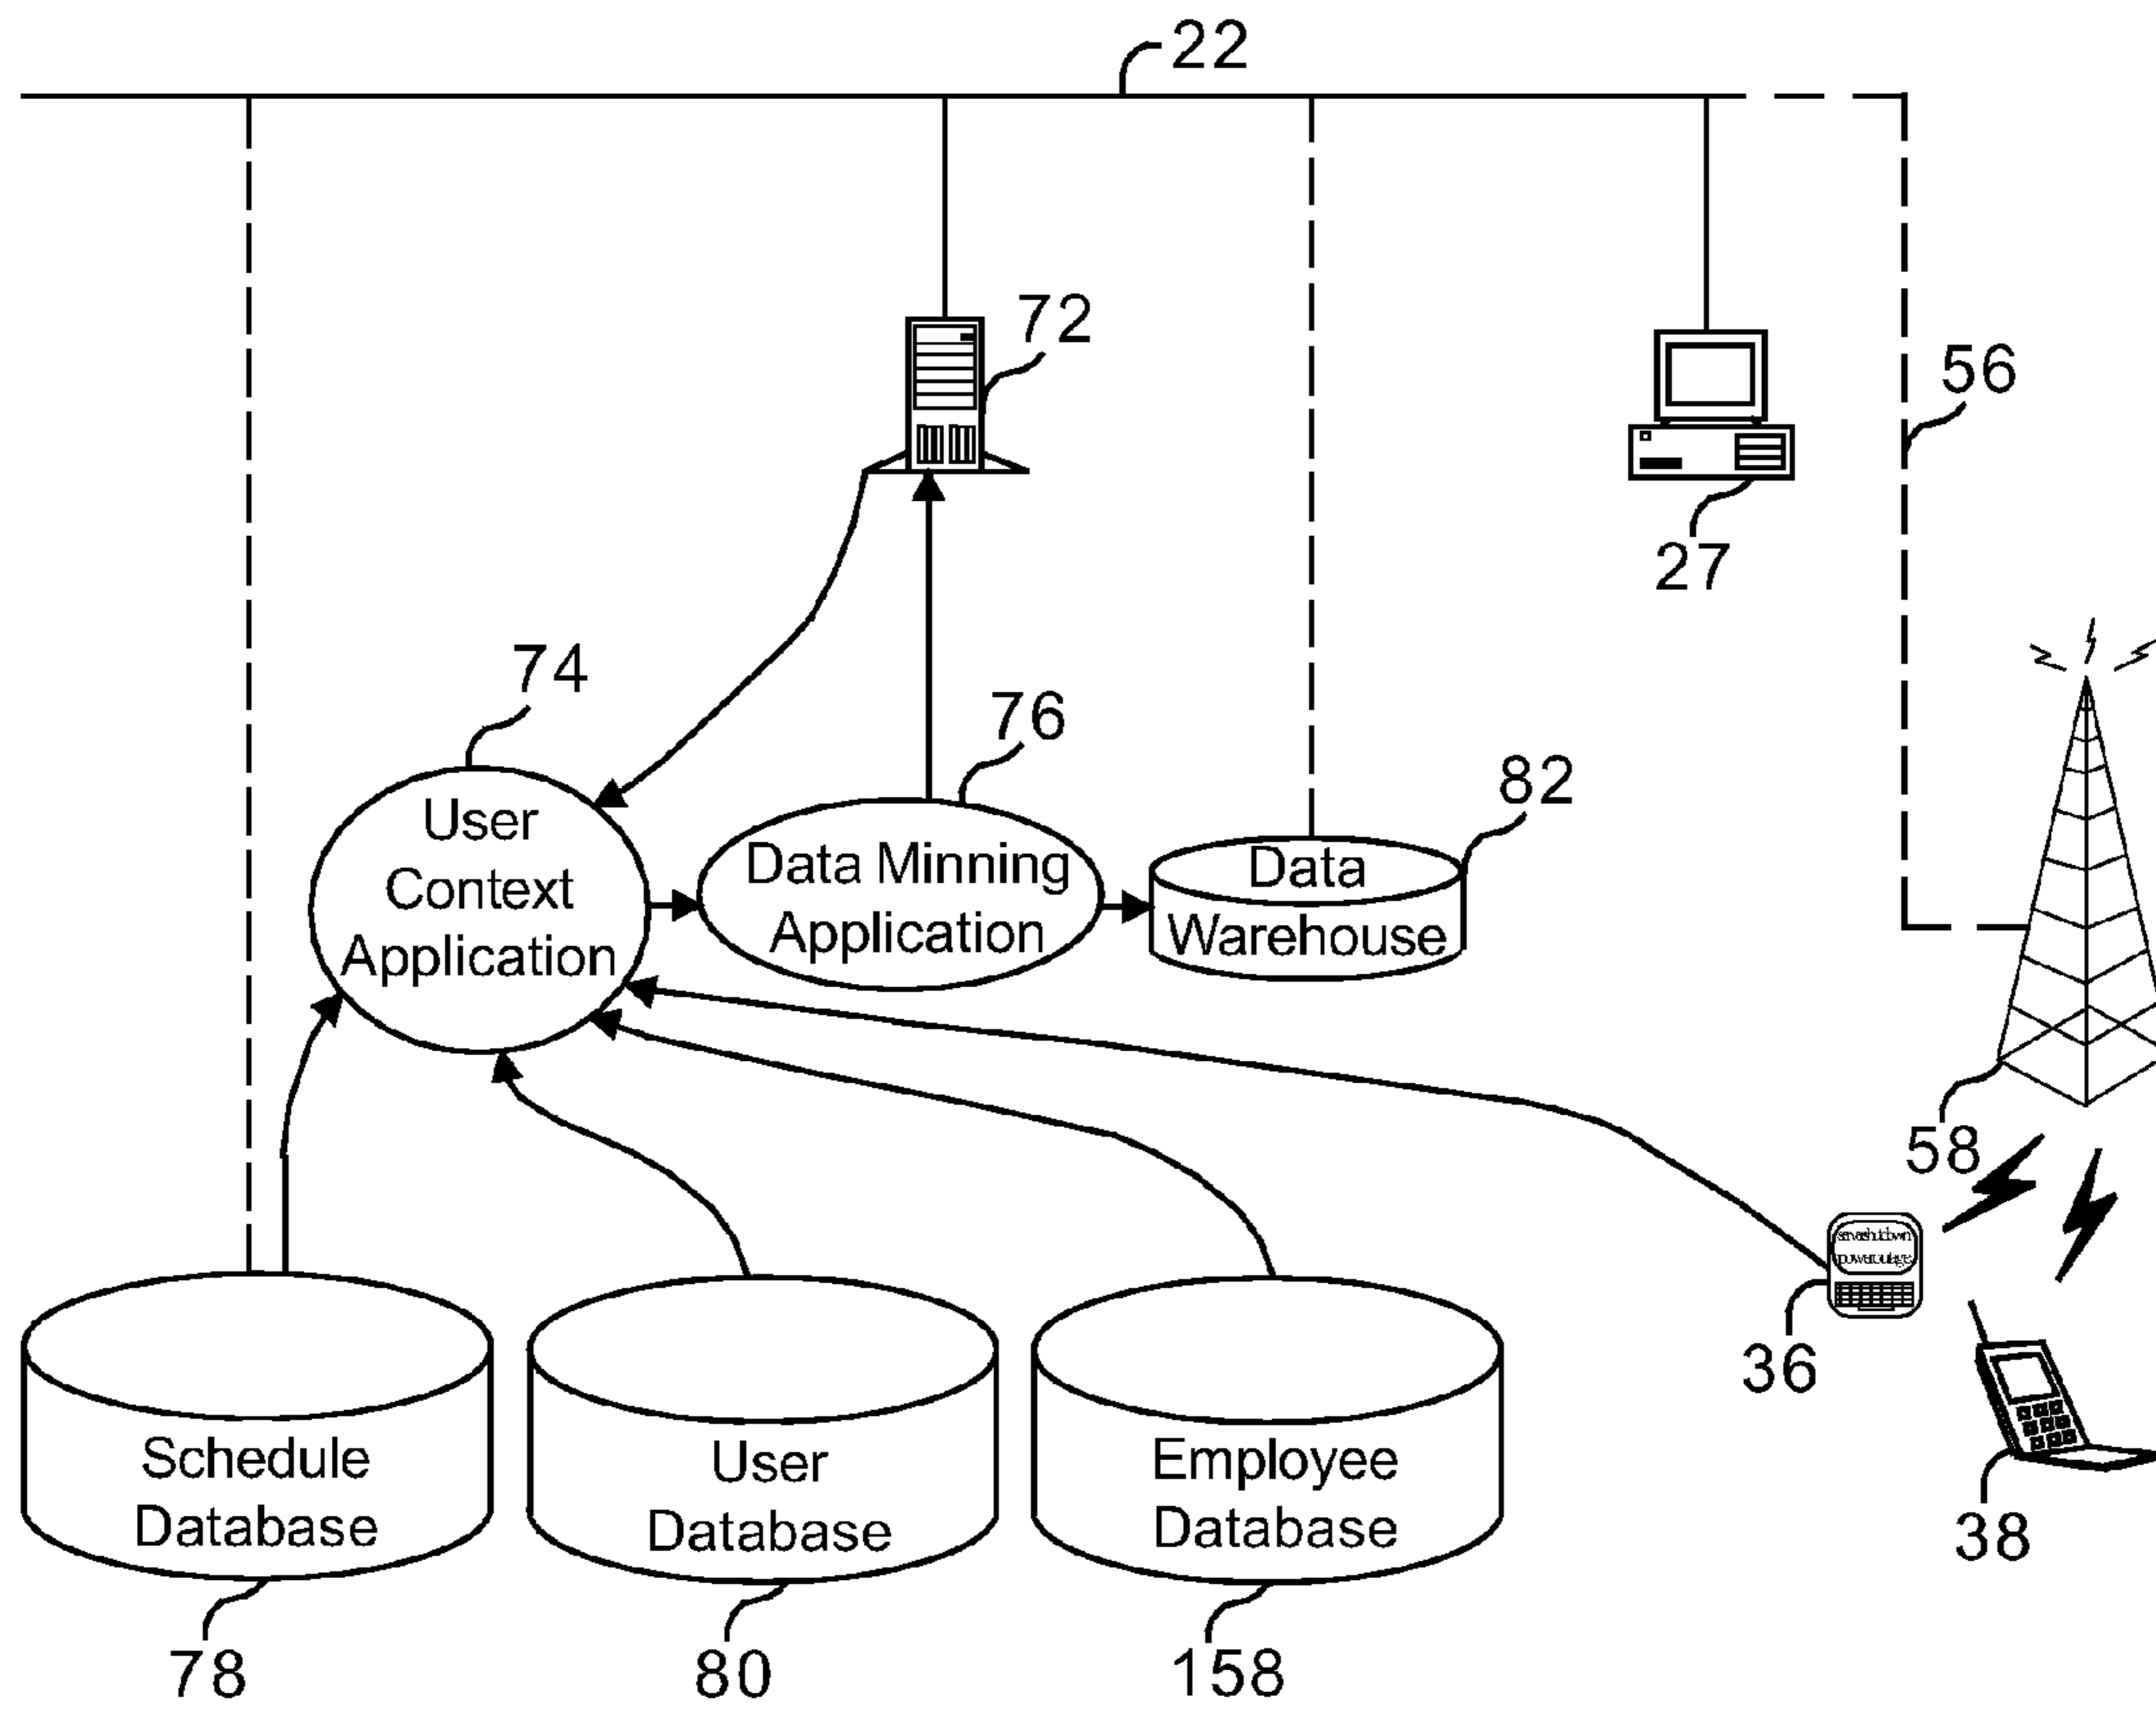 22
72
56
27
74
76
82
User
Context
Application
Data Minning
Application
Data
Warehouse
58
36
38
Schedule
Database
User
Database
Employee
Database
78
80
158